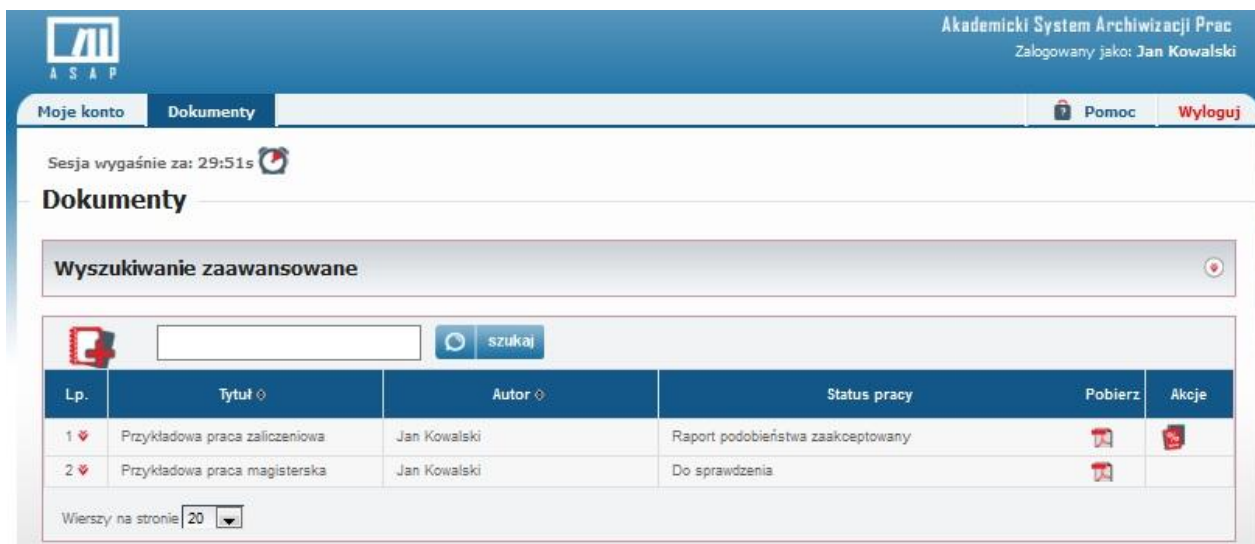 Akademicki System Archiwizacji Prac
ASAP
Zalogowany jako: Jan Kowalski
Moje konto Dokumenty Pomoc Wyloguj
Sesja wygaśnie za: 29:51s
Dokumenty
Wyszukiwanie zaawansowane
szukaj
Lp. Tytuł Autor Status pracy Pobierz Akcje
1 Przykładowa praca zaliczeniowa Jan Kowalski Raport podobieństwa zaakceptowany
2 Przykładowa praca magisterska Jan Kowalski Do sprawdzenia
Wierszy na stronie 20